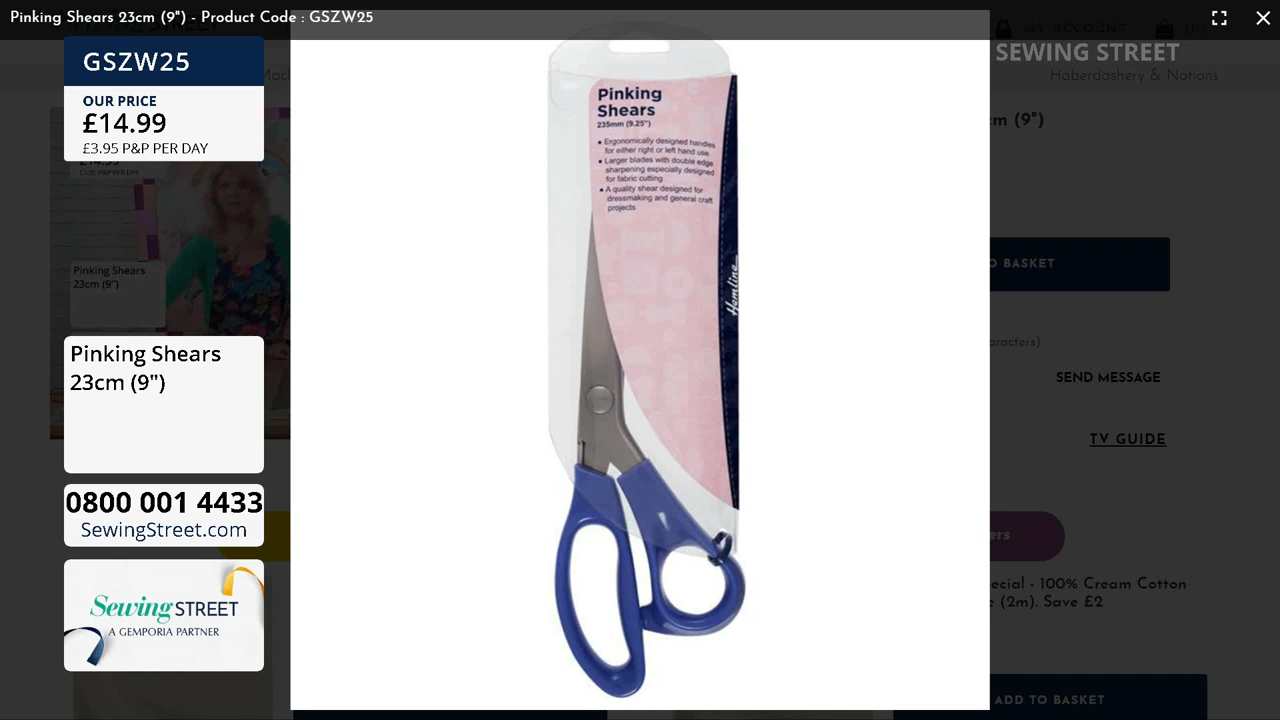 Pinking Shears 23cm (9") - Product Code : GSZW25
MY ACCOUNT
SEWING STREET
Haberdashery & Notions
GSZW25
OUR PRICE
£14.99
£3.95 P&P PER DAY
Pinking Shears
23cm (9")
Pinking Shears
23cm (9")
0800 001 4433
SewingStreet.com
Sewing STREET
A GEMPORIA PARTNER
Pinking
Shears
235mm (9.25")
• Ergonomically designed handles
for either right or left hand use
• Larger blades with double edge
sharpening especially designed
for fabric cutting
• A quality shear designed for
dressmaking and general craft
projects
Hemline
cm (9")
BASKET
SEND MESSAGE
TV GUIDE
100% Cream Cotton
(2m). Save £2
ADD TO BASKET